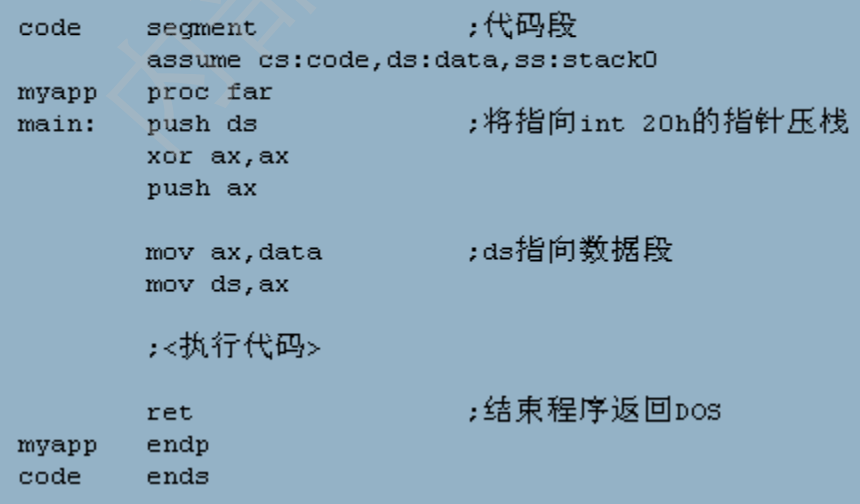 code segment ;代码段
assume cs:code,ds:data,ss:stack0
myapp proc far
main: push ds ;将指向int 20h的指针压栈
xor ax,ax
push ax
mov ax,data ;ds指向数据段
mov ds,ax
;<执行代码>
ret ;结束程序返回DOS
myapp endp
code ends